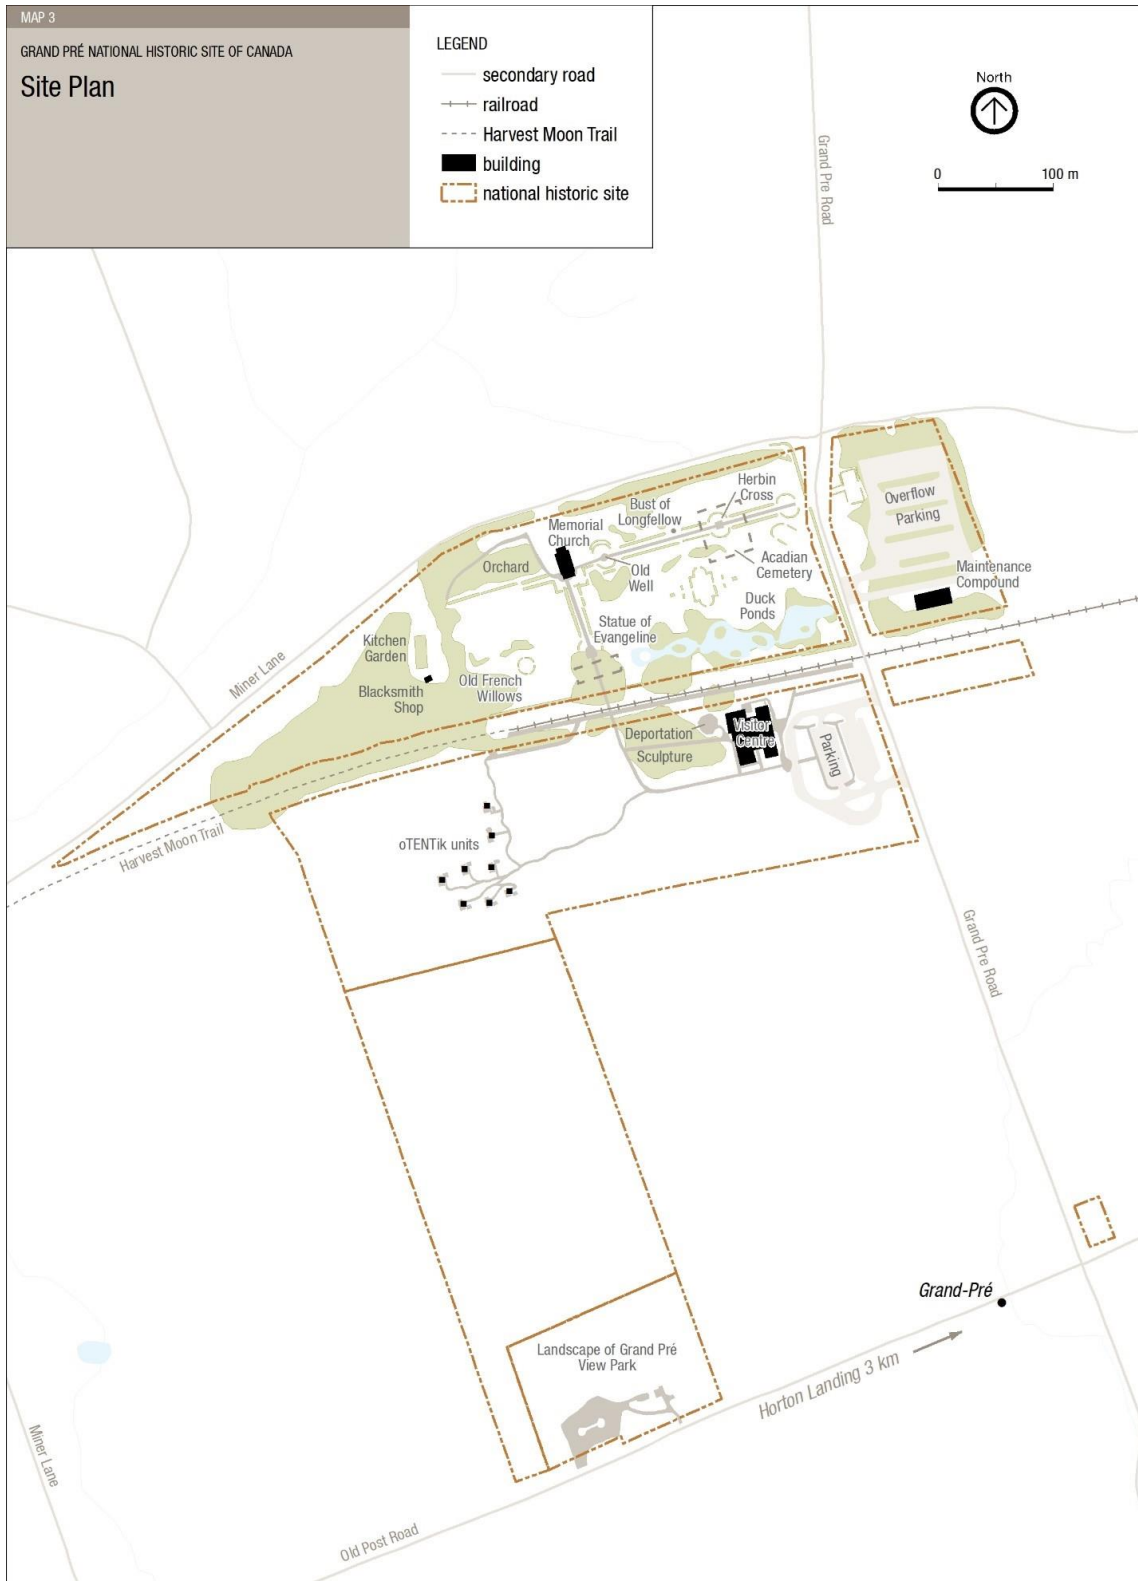 MAP 3
GRAND PRÉ NATIONAL HISTORIC SITE OF CANADA
Site Plan
LEGEND
secondary road
railroad
Harvest Moon Trail
building
national historic site
North
0 100 m
Grand Pre Road
Herbin
Cross
Bust of
Longfellow
Memorial
Church
Overflow
Parking
Orchard
Old
Well
Acadian
Cemetery
Maintenance
Compound
Duck
Ponds
Statue of
Evangeline
Kitchen
Garden
Miner Lane
Old French
Willows
Blacksmith
Shop
Deportation
Sculpture
Visitor
Centre
Parking
Harvest Moon Trail
oTENTik units
Grand Pre Road
Grand-Pré
Landscape of Grand Pré
View Park
Horton Landing 3 km
Miner Lane
Old Post Road